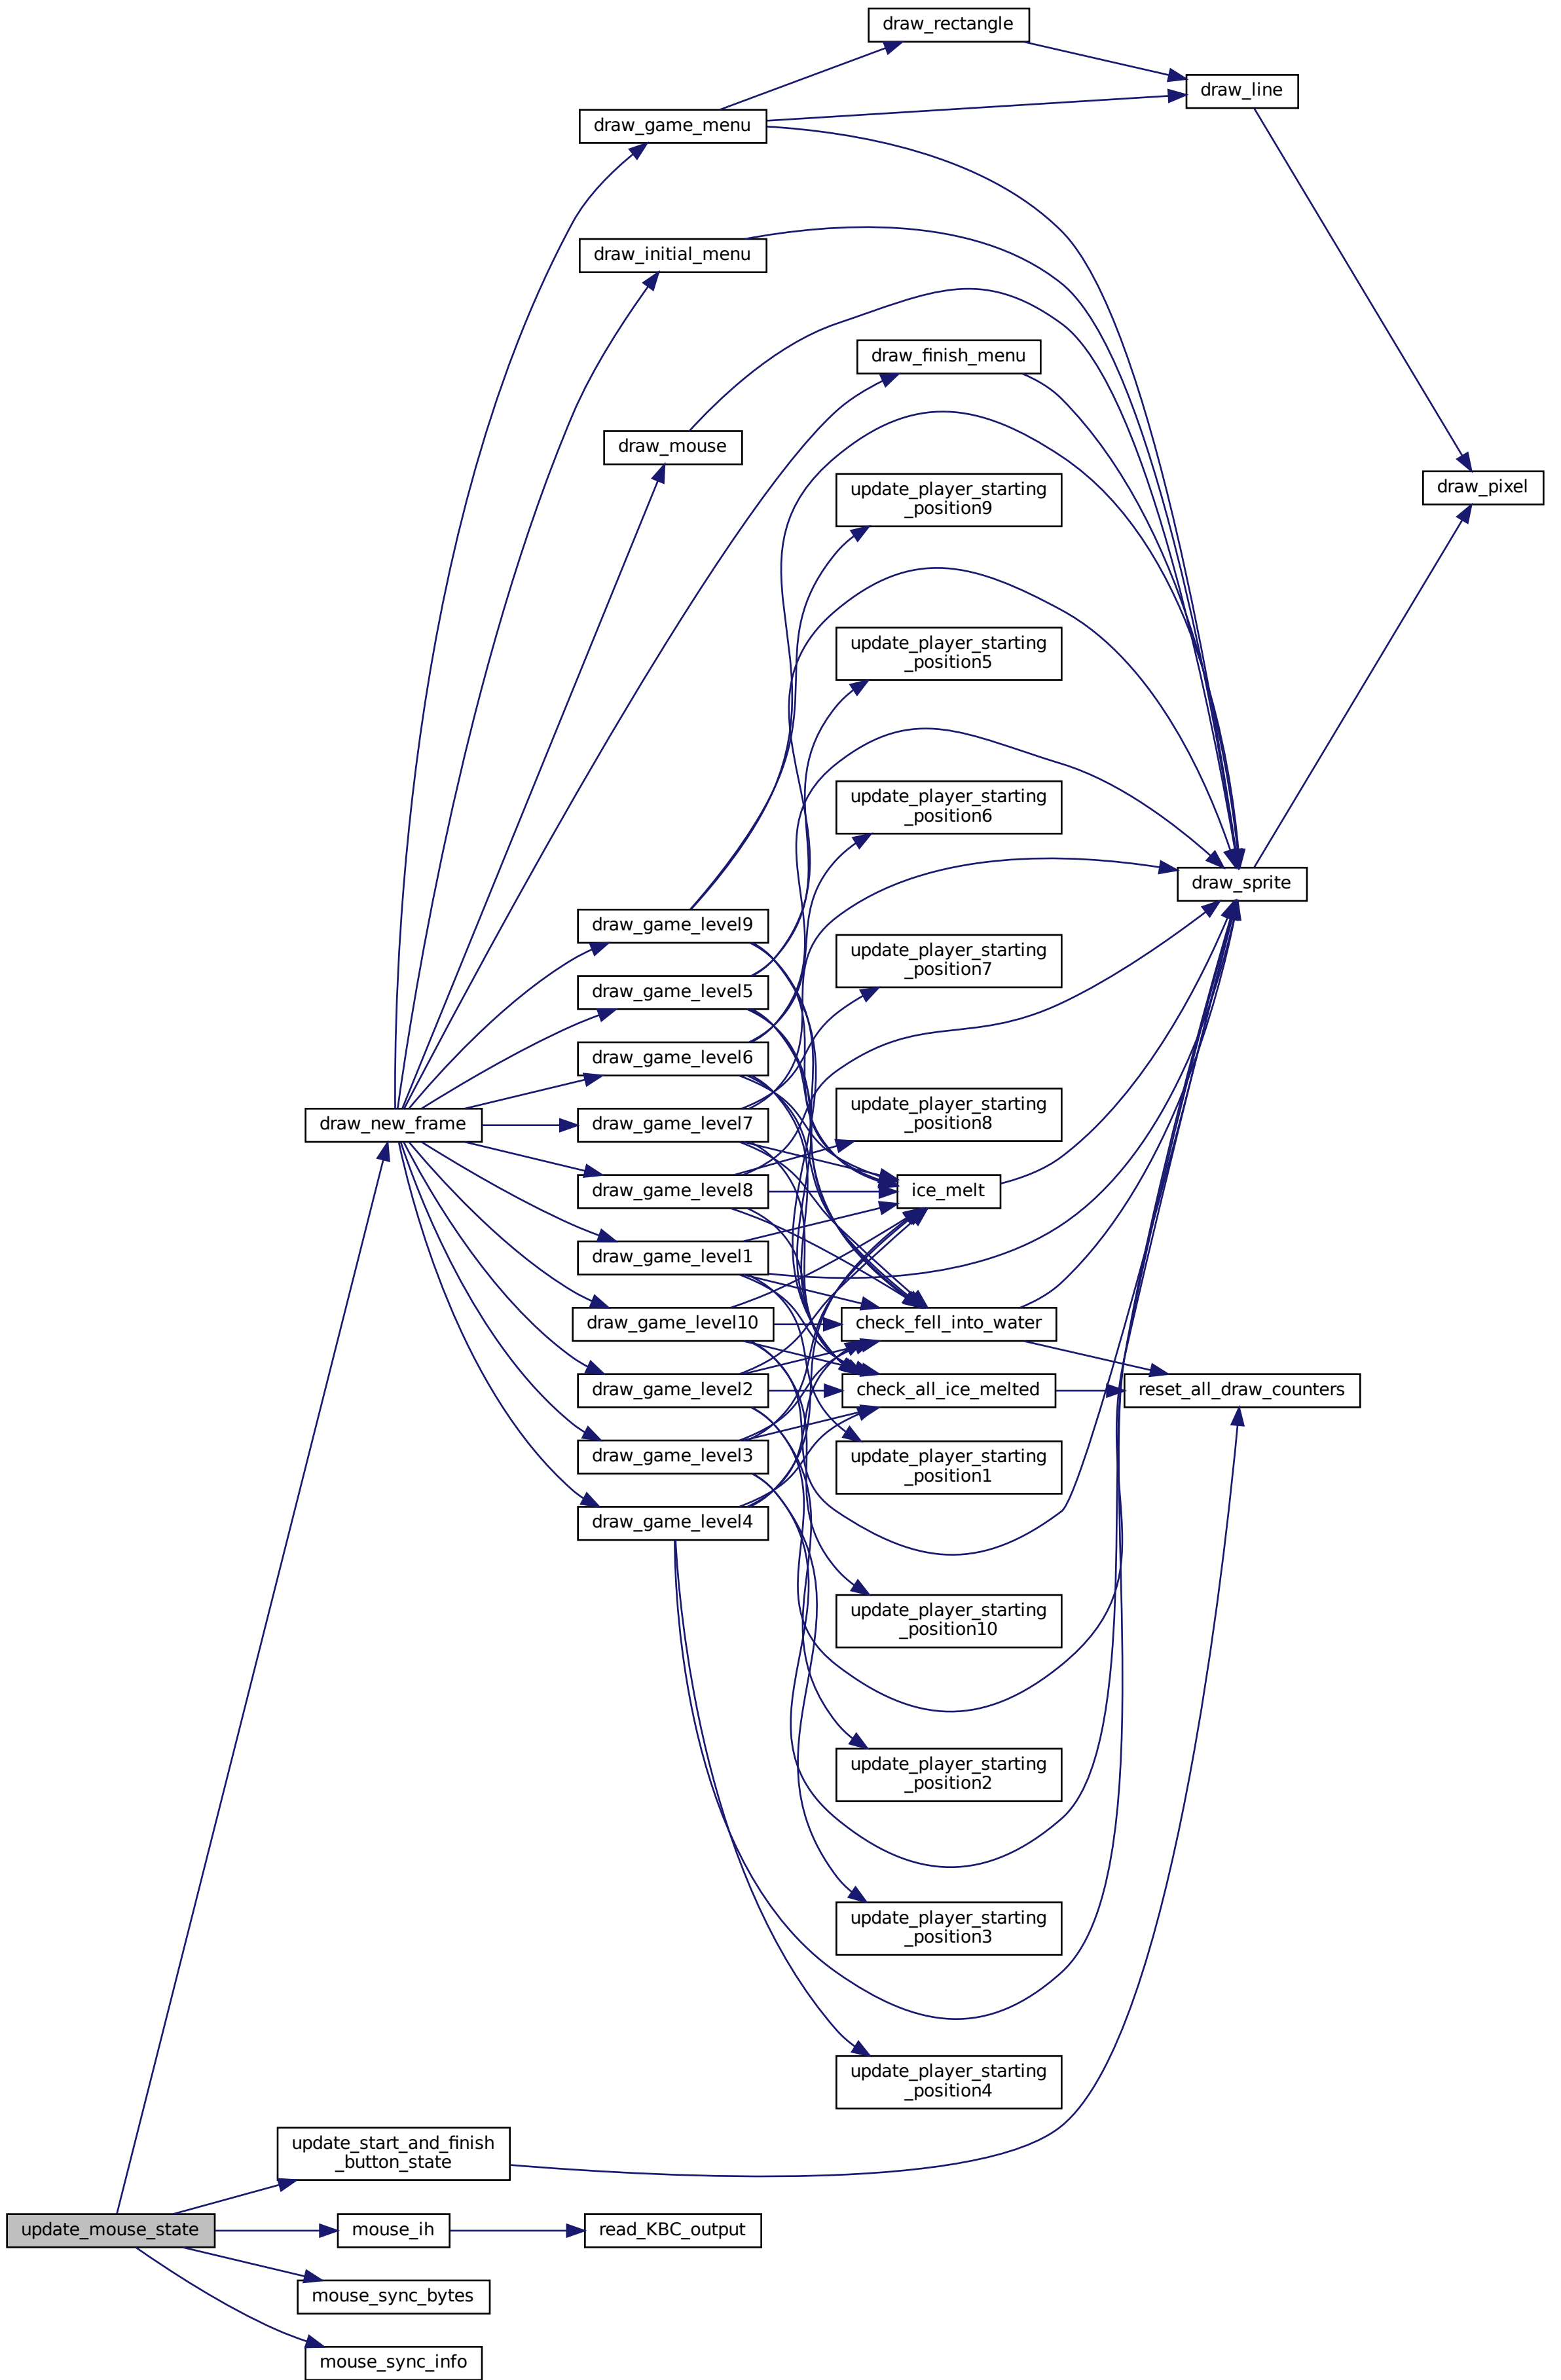 draw_rectangle
draw_line
draw_game_menu
draw_initial_menu
draw_finish_menu
draw_mouse
draw_pixel
update_player_starting
_position9
update_player_starting
_position5
update_player_starting
_position6
draw_sprite
draw_game_level9
update_player_starting
_position7
draw_game_level5
draw_game_level6
draw_new_frame
draw_game_level7
update_player_starting
_position8
draw_game_level8
ice_melt
draw_game_level1
draw_game_level10
check_fell_into_water
draw_game_level2
check_all_ice_melted
reset_all_draw_counters
draw_game_level3
update_player_starting
_position1
draw_game_level4
update_player_starting
_position10
update_player_starting
_position2
update_player_starting
_position3
update_player_starting
_position4
update_start_and_finish
_button_state
update_mouse_state
mouse_ih
read_KBC_output
mouse_sync_bytes
mouse_sync_info